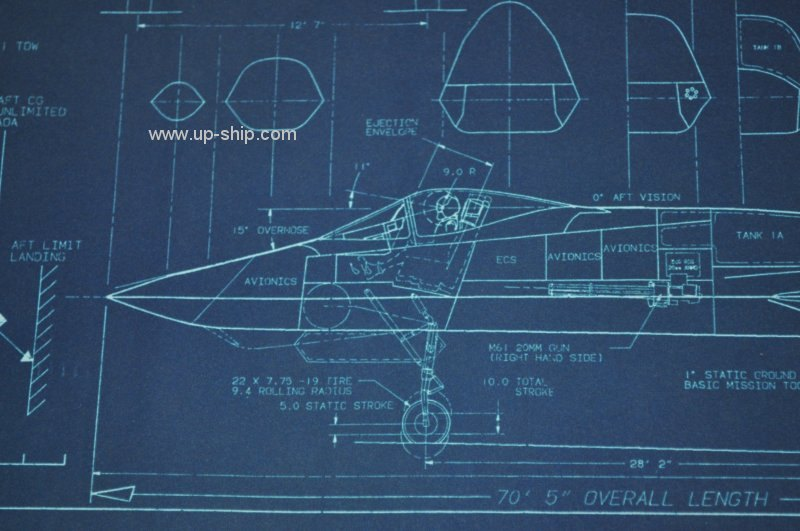 12' 7"
TANK 1B
TOW
AFT CG
UNLIMITED
www.up-ship.com
EJECTION
ENVELOPE
11°
9.0 R
0° AFT VISION
15° OVERNOSE
AFT LIMIT
LANDING
AVIONICS
ECS
AVIONICS
AVIONICS
TANK 1A
M61 20MM GUN
(RIGHT HAND SIDE)
22 X 7.75 -19 TIRE
9.4 ROLLING RADIUS
5.0 STATIC STROKE
10.0 TOTAL
STROKE
1° STATIC GROUND
BASIC MISSION
28' 2"
70' 5" OVERALL LENGTH